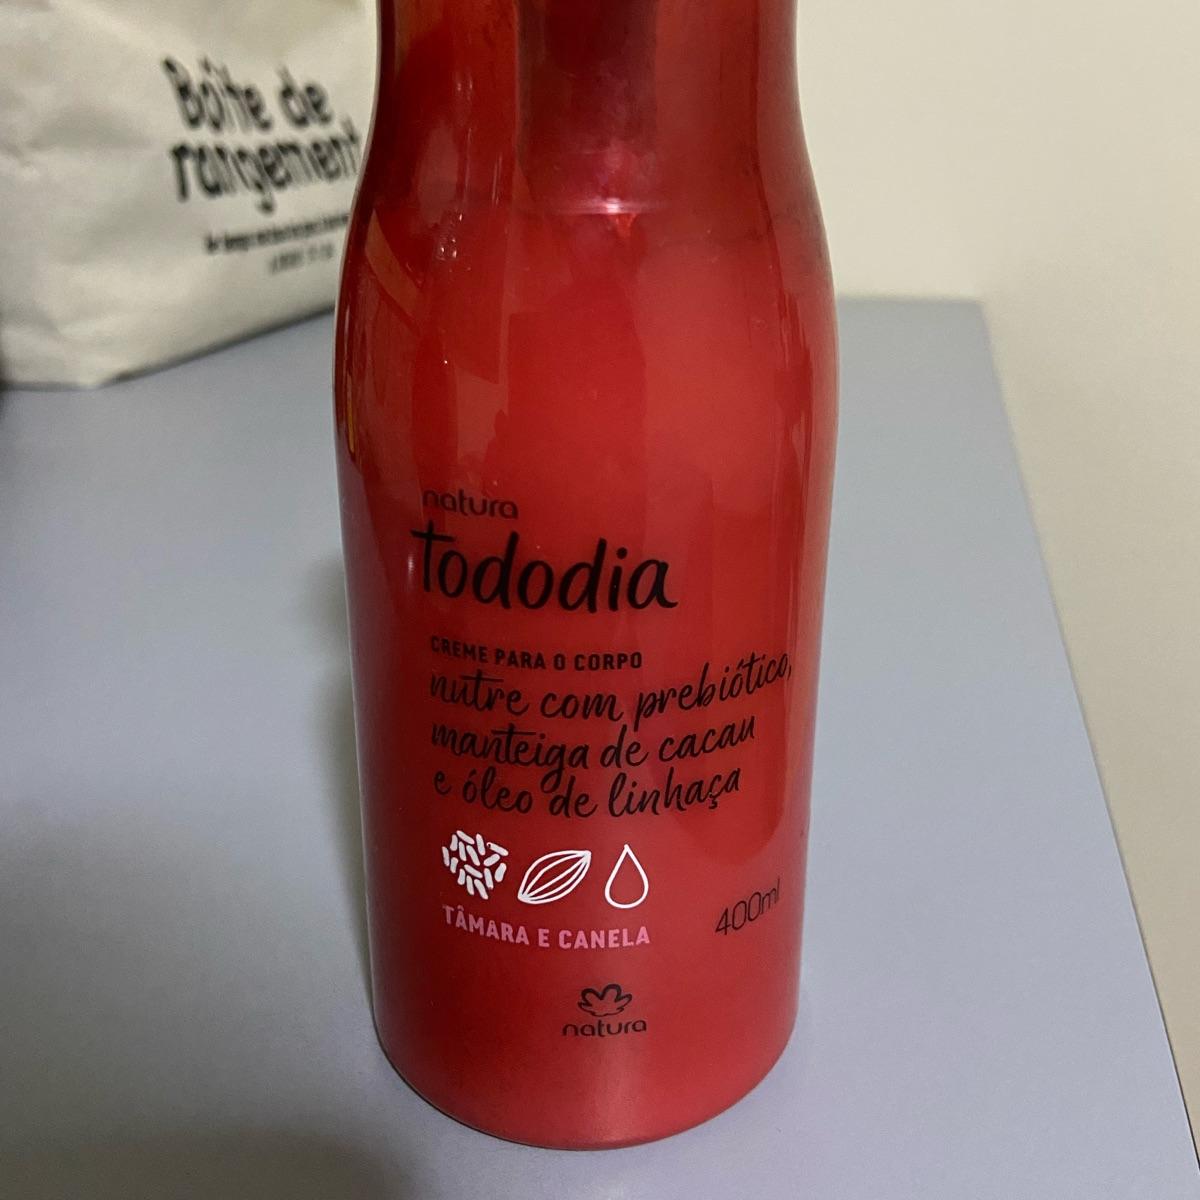 Boîte de
rangement
natura
tododia
CREME PARA O CORPO
nutre com prebiótico,
manteiga de cacau
e óleo de linhaça
TÂMARA E CANELA
400ml
natura